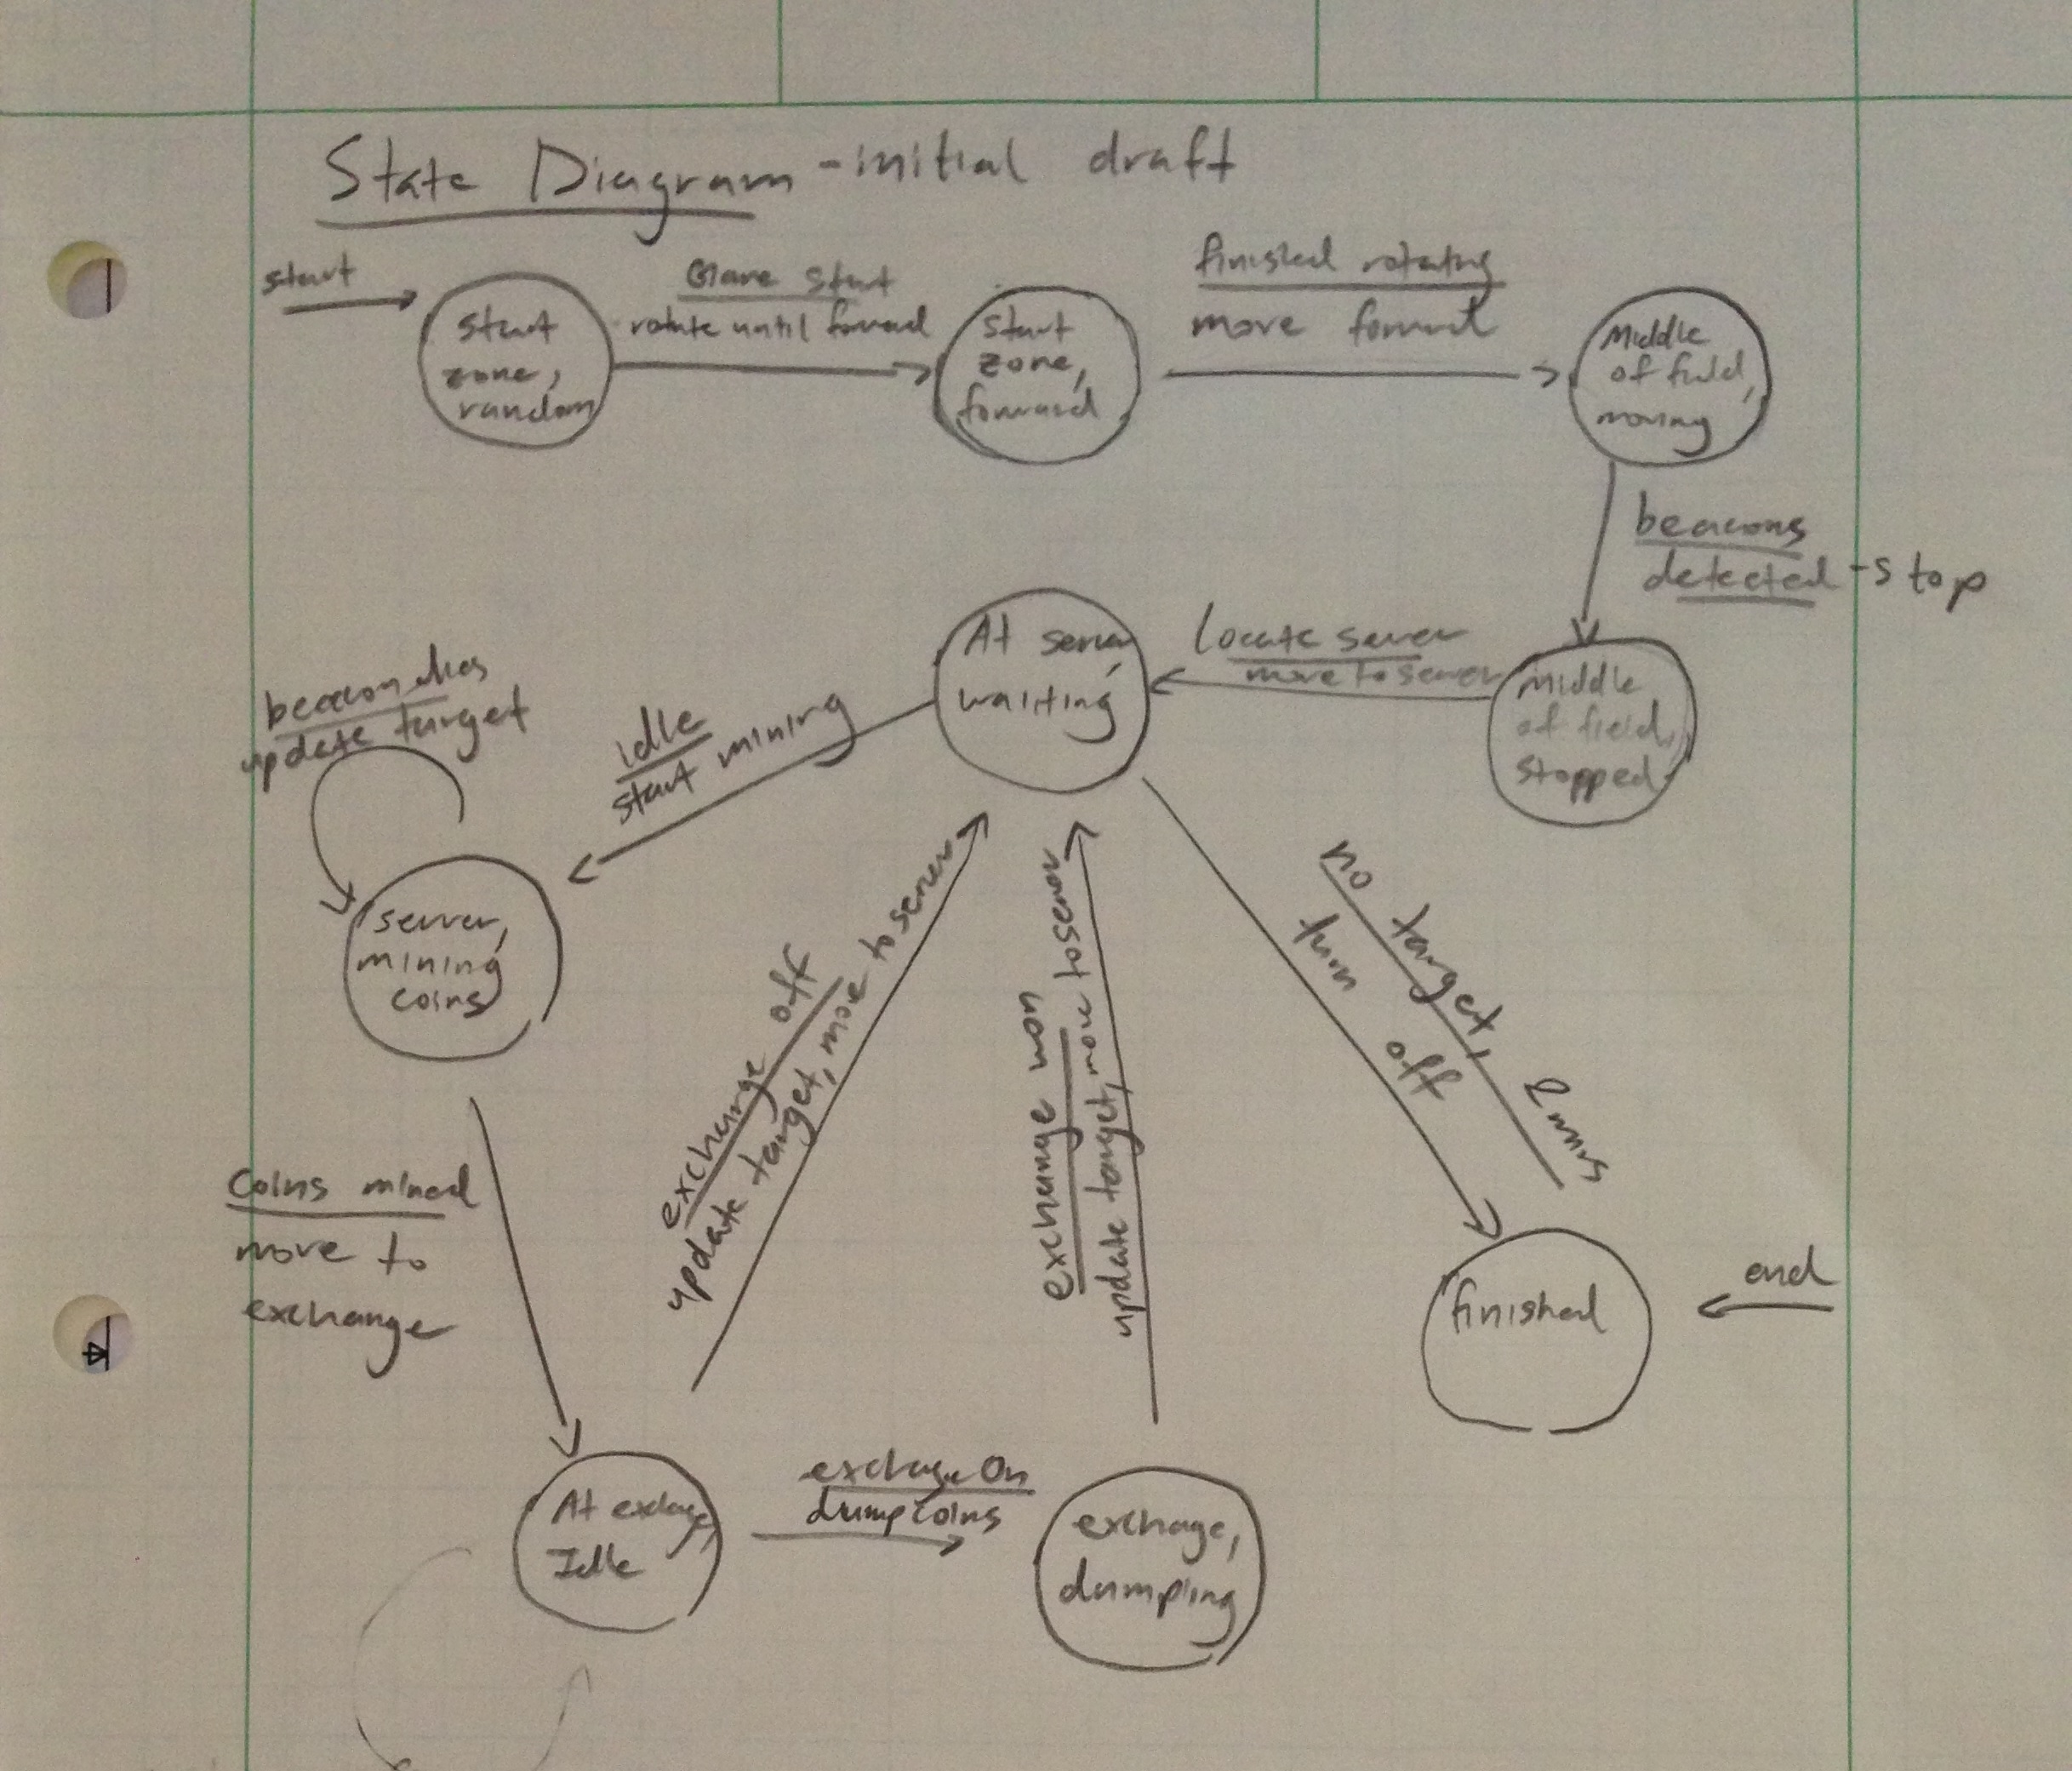 State Diagram - initial draft
start
Game start
rotate until forward
finished rotating
move forward
start
zone,
random
start
zone,
forward
Middle
of field,
moving
beacons
detected - stop
At server,
waiting
Locate server
move to server
Middle
of field,
stopped
idle
start mining
beacon dies
update target
server,
mining
coins
exchange off
update target, move to server
exchange won
update target, move to server
no target, 2 mins
turn off
coins mined
move to
exchange
finished
end
At exchage,
Idle
exchage On
dump coins
exchage,
dumping